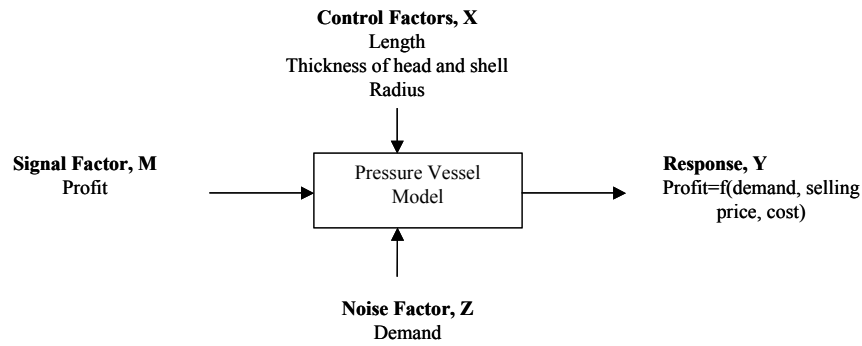 Control Factors, X
Length
Thickness of head and shell
Radius
Signal Factor, M
Profit
Pressure Vessel
Model
Response, Y
Profit=f(demand, selling
price, cost)
Noise Factor, Z
Demand